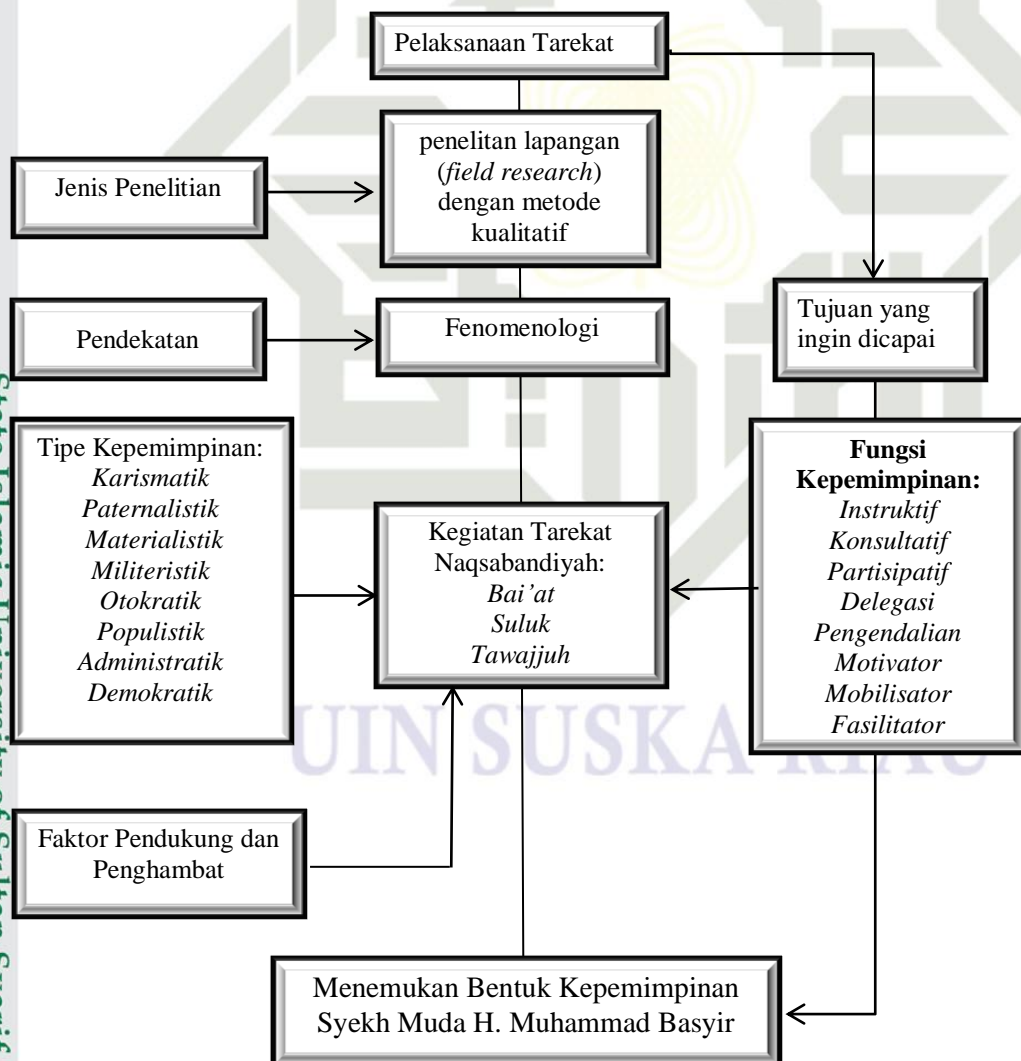 Pelaksanaan Tarekat
penelitan lapangan
(field research)
dengan metode
kualitatif
Jenis Penelitian
Pendekatan
Fenomenologi
Tujuan yang
ingin dicapai
Tipe Kepemimpinan:
Karismatik
Paternalistik
Materialistik
Militeristik
Otokratik
Populistik
Administratik
Demokratik
Kegiatan Tarekat
Naqsabandiyah:
Bai’at
Suluk
Tawajjuh
Fungsi
Kepemimpinan:
Instruktif
Konsultatif
Partisipatif
Delegasi
Pengendalian
Motivator
Mobilisator
Fasilitator
UIN SUSKA RIAU
Faktor Pendukung dan
Penghambat
Menemukan Bentuk Kepemimpinan
Syekh Muda H. Muhammad Basyir